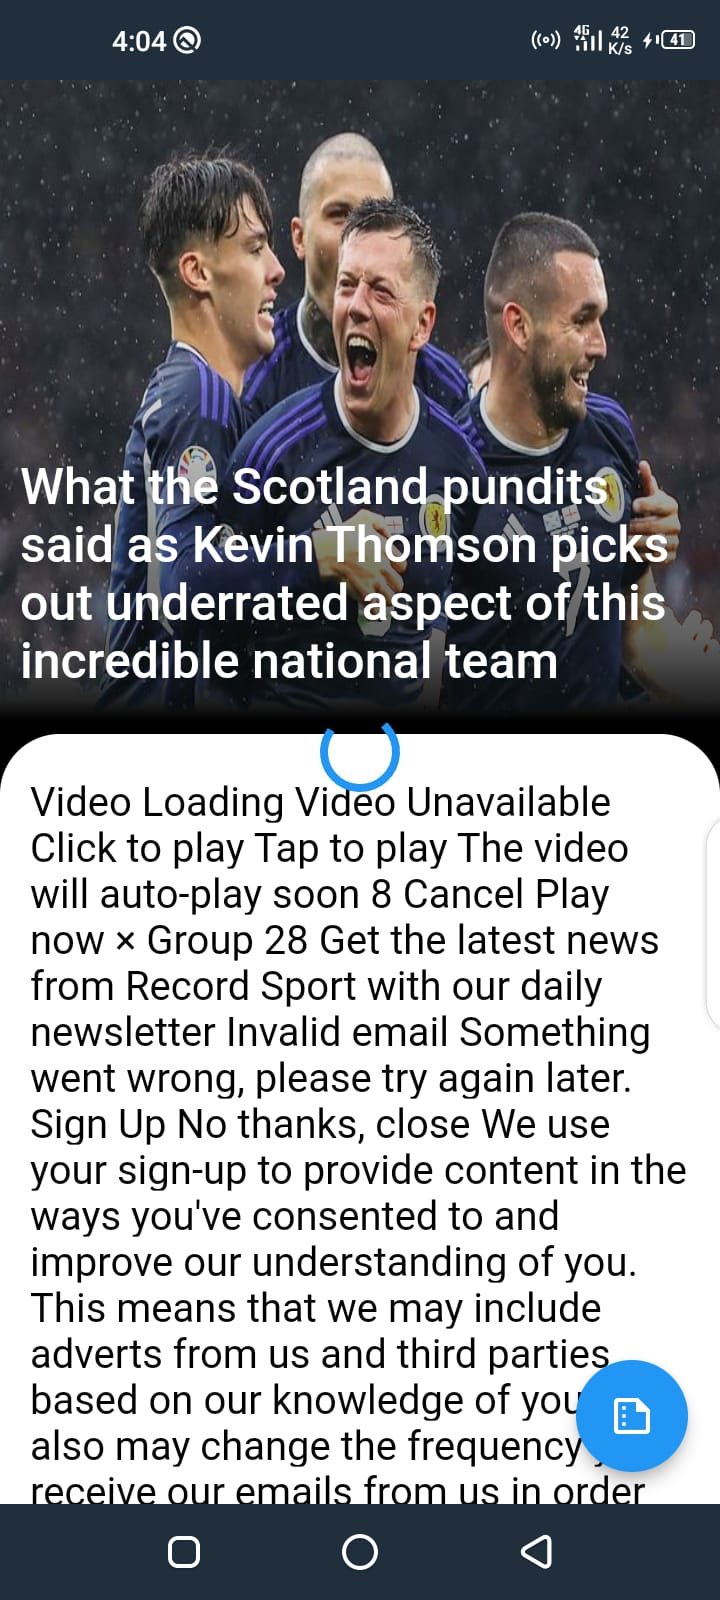 4:04
4G
42
K/s
41
What the Scotland pundits
said as Kevin Thomson picks
out underrated aspect of this
incredible national team
Video Loading Video Unavailable
Click to play Tap to play The video
will auto-play soon 8 Cancel Play
now × Group 28 Get the latest news
from Record Sport with our daily
newsletter Invalid email Something
went wrong, please try again later.
Sign Up No thanks, close We use
your sign-up to provide content in the
ways you've consented to and
improve our understanding of you.
This means that we may include
adverts from us and third parties
based on our knowledge of you
also may change the frequency
receive our emails from us in order